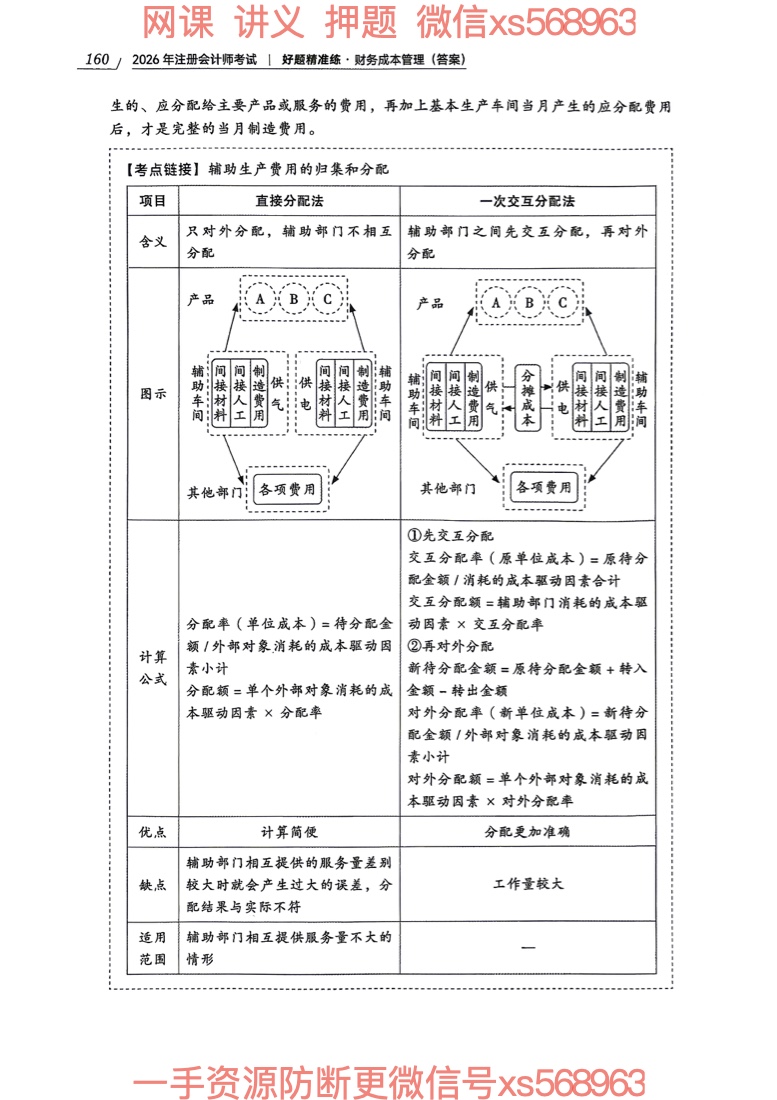 网课 讲义 押题 微信xs568963
160 / 2026年注册会计师考试 | 好题精准练·财务成本管理(答案)
生的、应分配给主要产品或服务的费用，再加上基本生产车间当月产生的应分配费用
后，才是完整的当月制造费用。
【考点链接】辅助生产费用的归集和分配
项目
直接分配法
一次交互分配法
含义
只对外分配，辅助部门不相互
分配
辅助部门之间先交互分配，再对外
分配
图示
产品
A B C
辅助车间
间接材料
间接人工
制造费用
供气
供电
间接材料
间接人工
制造费用
辅助车间
其他部门
各项费用
产品
A B C
辅助车间
间接材料
间接人工
制造费用
供气
分摊成本
供电
间接材料
间接人工
制造费用
辅助车间
其他部门
各项费用
计算
公式
分配率（单位成本）=待分配金
额/外部对象消耗的成本驱动因
素小计
分配额=单个外部对象消耗的成
本驱动因素×分配率
①先交互分配
交互分配率（原单位成本）=原待分
配金额/消耗的成本驱动因素合计
交互分配额=辅助部门消耗的成本驱
动因素×交互分配率
②再对外分配
新待分配金额=原待分配金额+转入
金额-转出金额
对外分配率（新单位成本）=新待分
配金额/外部对象消耗的成本驱动因
素小计
对外分配额=单个外部对象消耗的成
本驱动因素×对外分配率
优点
计算简便
分配更加准确
缺点
辅助部门相互提供的服务量差别
较大时就会产生过大的误差，分
配结果与实际不符
工作量较大
适用
范围
辅助部门相互提供服务量不大的
情形
—
一手资源防断更微信号xs568963